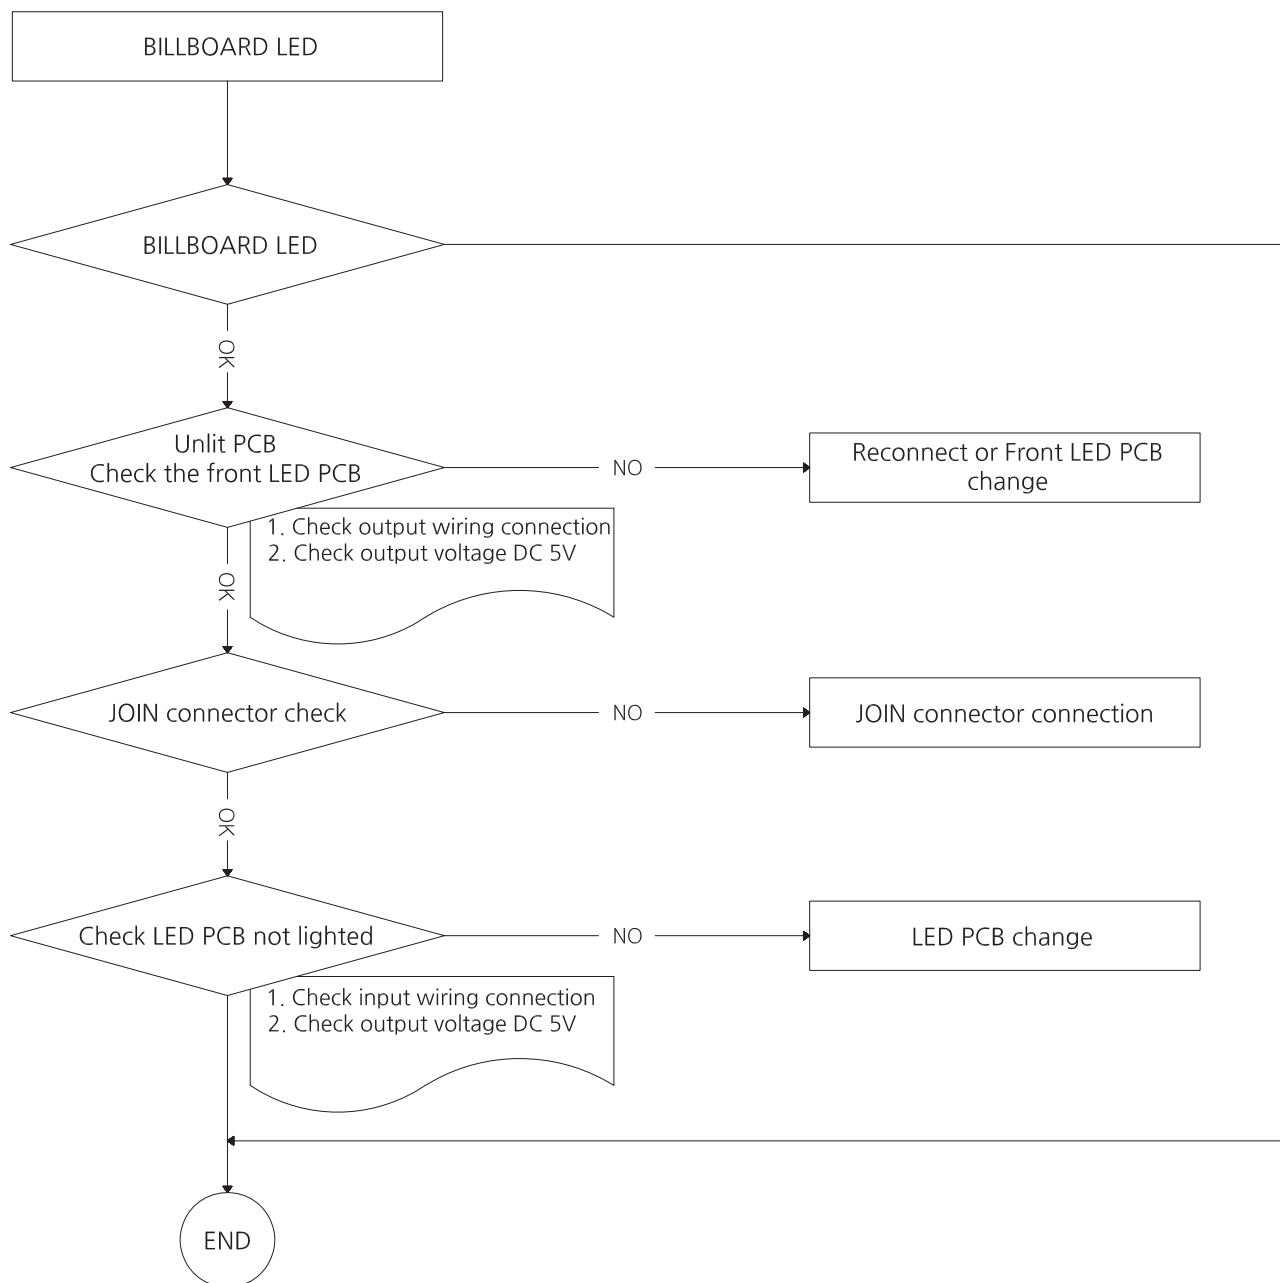 BILLBOARD LED
BILLBOARD LED
OK
Unlit PCB
Check the front LED PCB
NO
Reconnect or Front LED PCB
change
1. Check output wiring connection
2. Check output voltage DC 5V
OK
JOIN connector check
NO
JOIN connector connection
OK
Check LED PCB not lighted
NO
LED PCB change
1. Check input wiring connection
2. Check output voltage DC 5V
END